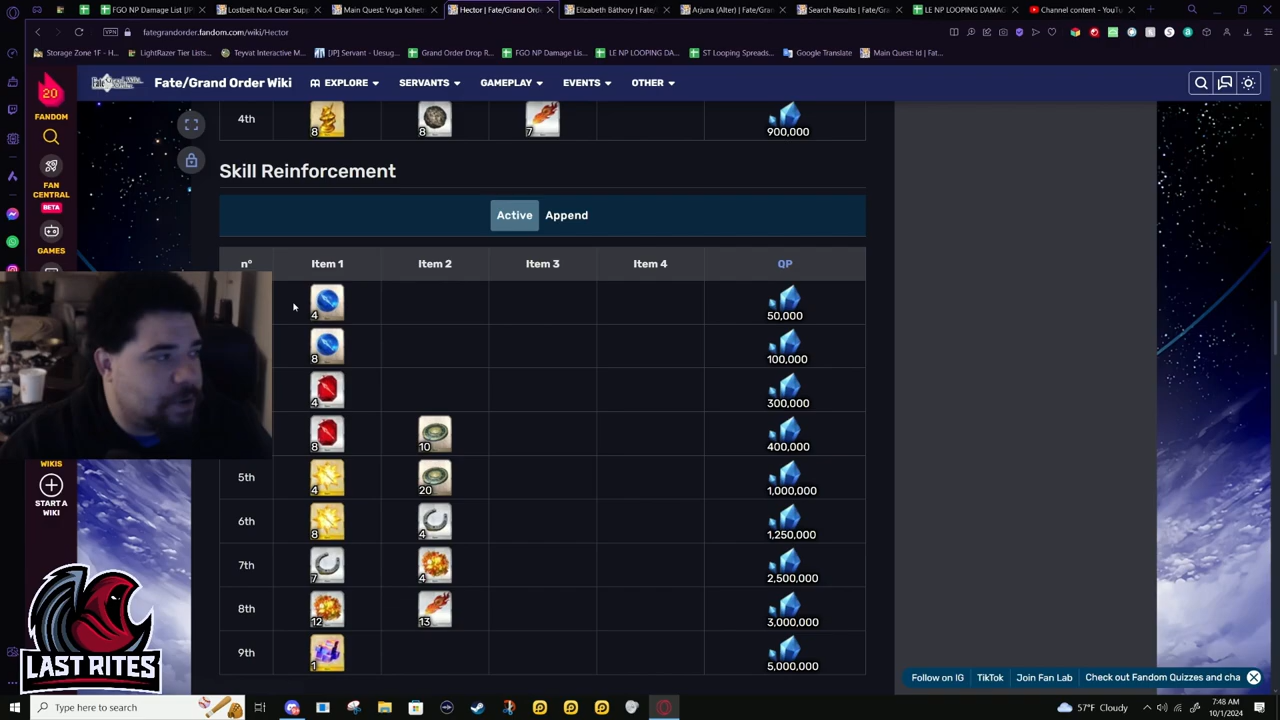 FGO NP Damage List [JP
Lostbelt No.4 Clear Sup
Main Quest: Yuga Kshet
Hector | Fate/Grand Ord
Elizabeth Báthory | Fate/
Arjuna (Alter) | Fate/Gran
Search Results | Fate/Gra
LE NP LOOPING DAMAG
Channel content - YouTu
VPN fategrandorder.fandom.com/wiki/Hector
Storage Zone 1F - H...
LightRazer Tier Lists...
Teyvat Interactive M...
[JP] Servant - Uesug...
Grand Order Drop R...
FGO NP Damage Lis...
LE NP LOOPING DA...
ST Looping Spreads...
Google Translate
Main Quest: Id | Fat...
20
FANDOM
Fate/Grand Order Wiki
EXPLORE
SERVANTS
GAMEPLAY
EVENTS
OTHER
FAN CENTRAL
BETA
GAMES
WIKIS
START A WIKI
4th 8 8 7 900,000
Skill Reinforcement
Active Append
n° Item 1 Item 2 Item 3 Item 4 QP
4 50,000
8 100,000
4 300,000
8 10 400,000
5th 4 20 1,000,000
6th 8 4 1,250,000
7th 7 4 2,500,000
8th 12 13 3,000,000
9th 1 5,000,000
LAST RITES
Follow on IG TikTok Join Fan Lab Check out Fandom Quizzes and cha
Type here to search
57°F Cloudy
7:48 AM
10/1/2024